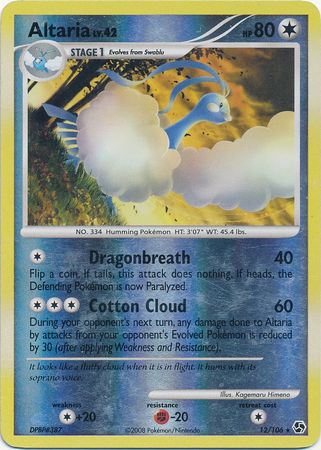 Altaria LV.42 HP 80
STAGE 1 Evolves from Swablu
NO. 334 Humming Pokémon HT: 3'07" WT: 45.4 lbs.
Dragonbreath 40
Flip a coin. If tails, this attack does nothing. If heads, the
Defending Pokémon is now Paralyzed.
Cotton Cloud 60
During your opponent's next turn, any damage done to Altaria
by attacks from your opponent's Evolved Pokémon is reduced
by 30 (after applying Weakness and Resistance).
It looks like a fluffy cloud when it is in flight. It hums with its
soprano voice.
Illus. Kagemaru Himeno
weakness resistance retreat cost
+20 -20
DPBP#387 ©2008 Pokémon/Nintendo 12/106 ★